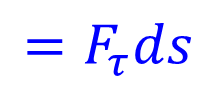 = F_τ ds